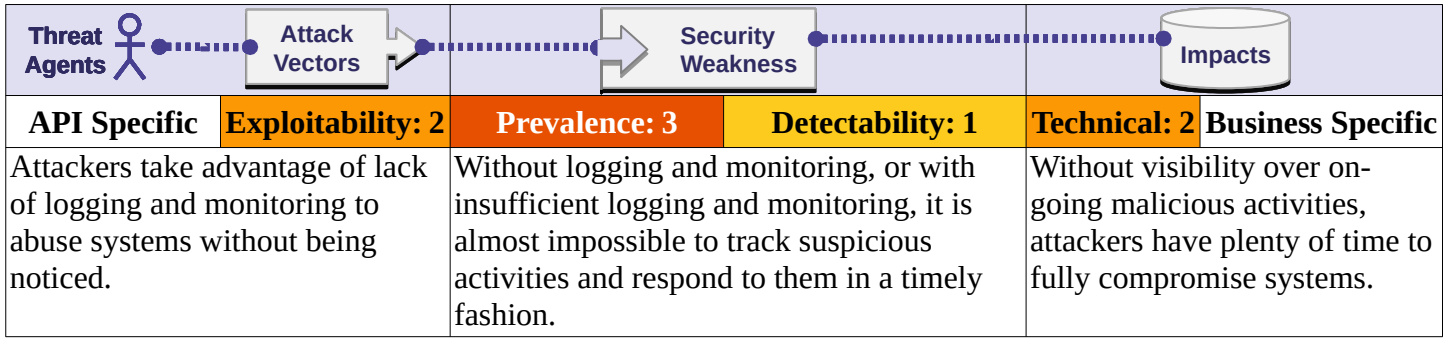 Threat
Agents
Attack
Vectors
Security
Weakness
Impacts
API Specific
Exploitability: 2
Prevalence: 3
Detectability: 1
Technical: 2
Business Specific
Attackers take advantage of lack
of logging and monitoring to
abuse systems without being
noticed.
Without logging and monitoring, or with
insufficient logging and monitoring, it is
almost impossible to track suspicious
activities and respond to them in a timely
fashion.
Without visibility over on-
going malicious activities,
attackers have plenty of time to
fully compromise systems.